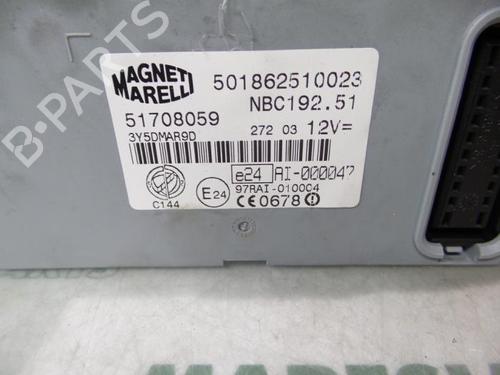 MAGNETI
MARELLI
501862510023
NBC192.51
51708059
3Y5DMAR9D
272 03 12V=
e24 AI-000047
E24
97RAI-010004
C144
CE0678
B-PARTS